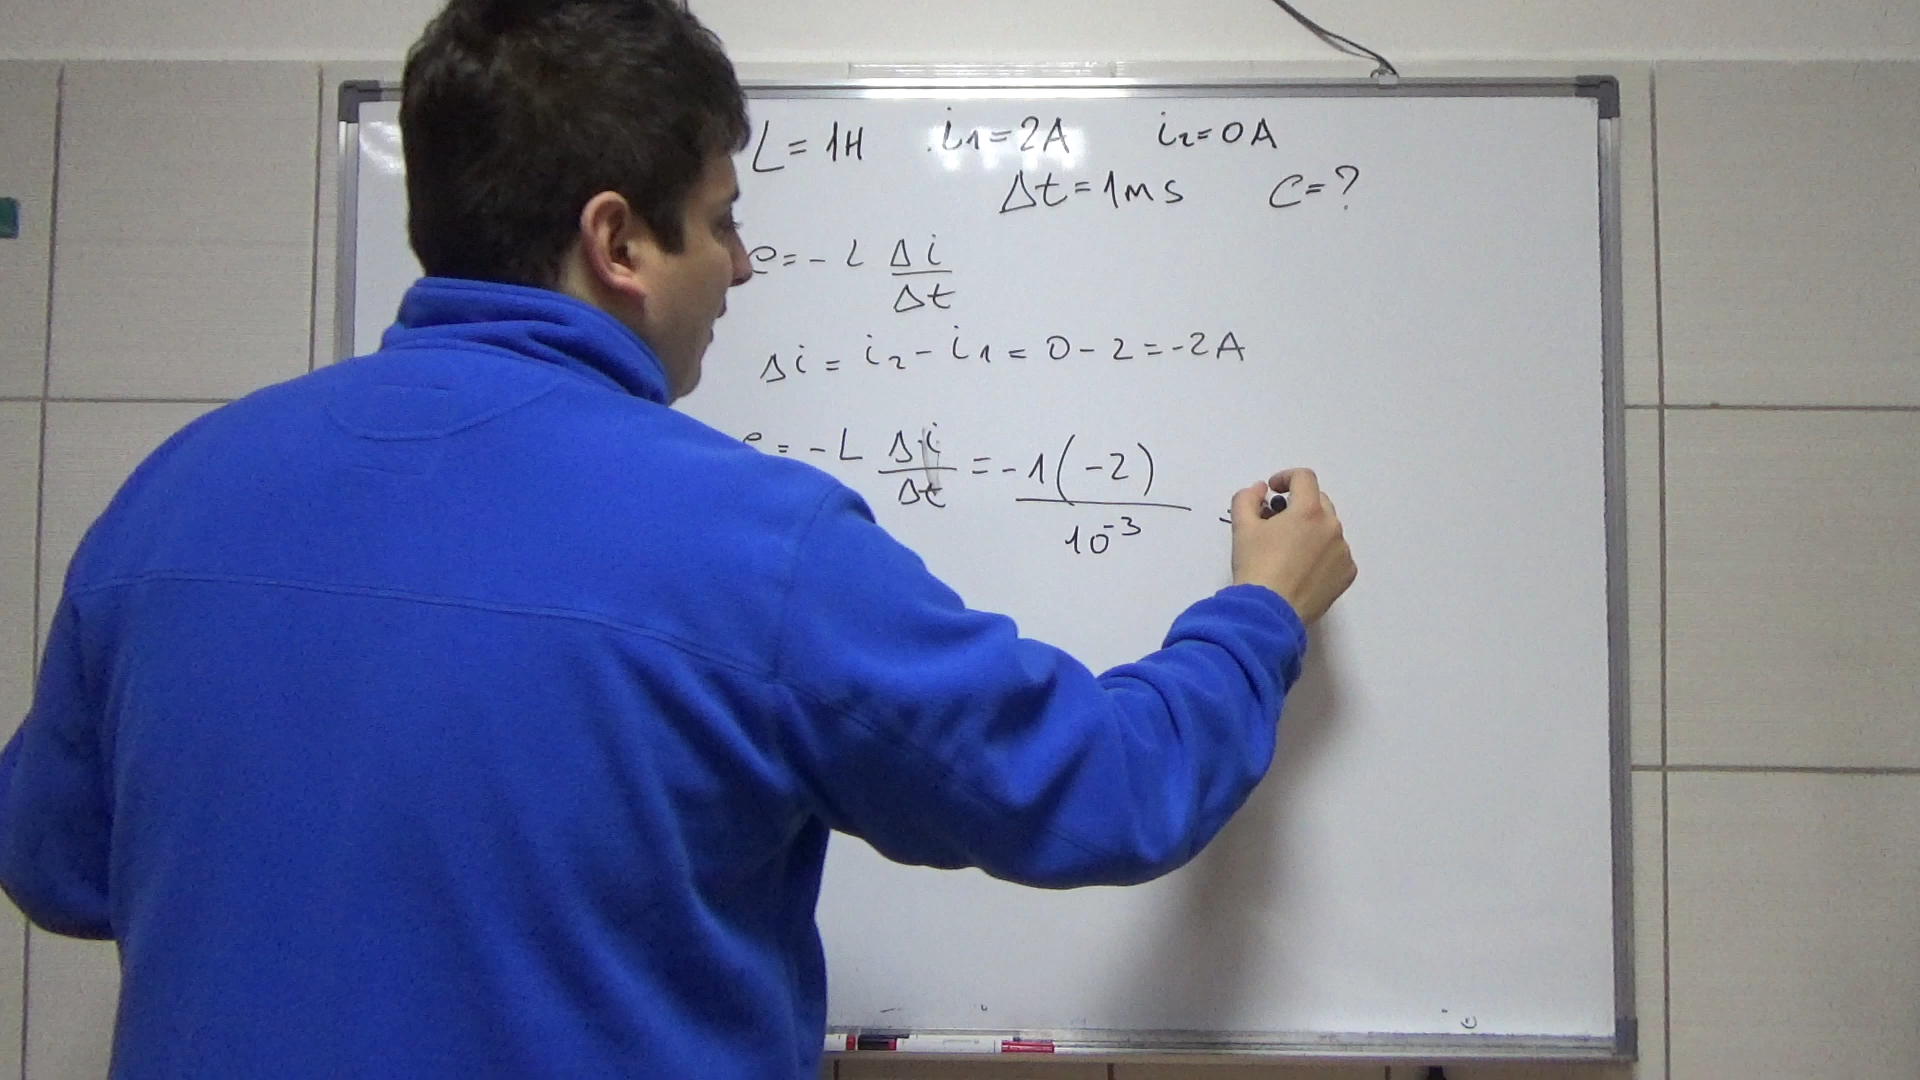 L = 1H i1 = 2A i2 = 0A
Δt = 1ms e = ?
e = - L Δi/Δt
Δi = i2 - i1 = 0 - 2 = -2A
e = - L Δi/Δt = -1(-2)/10^-3 =